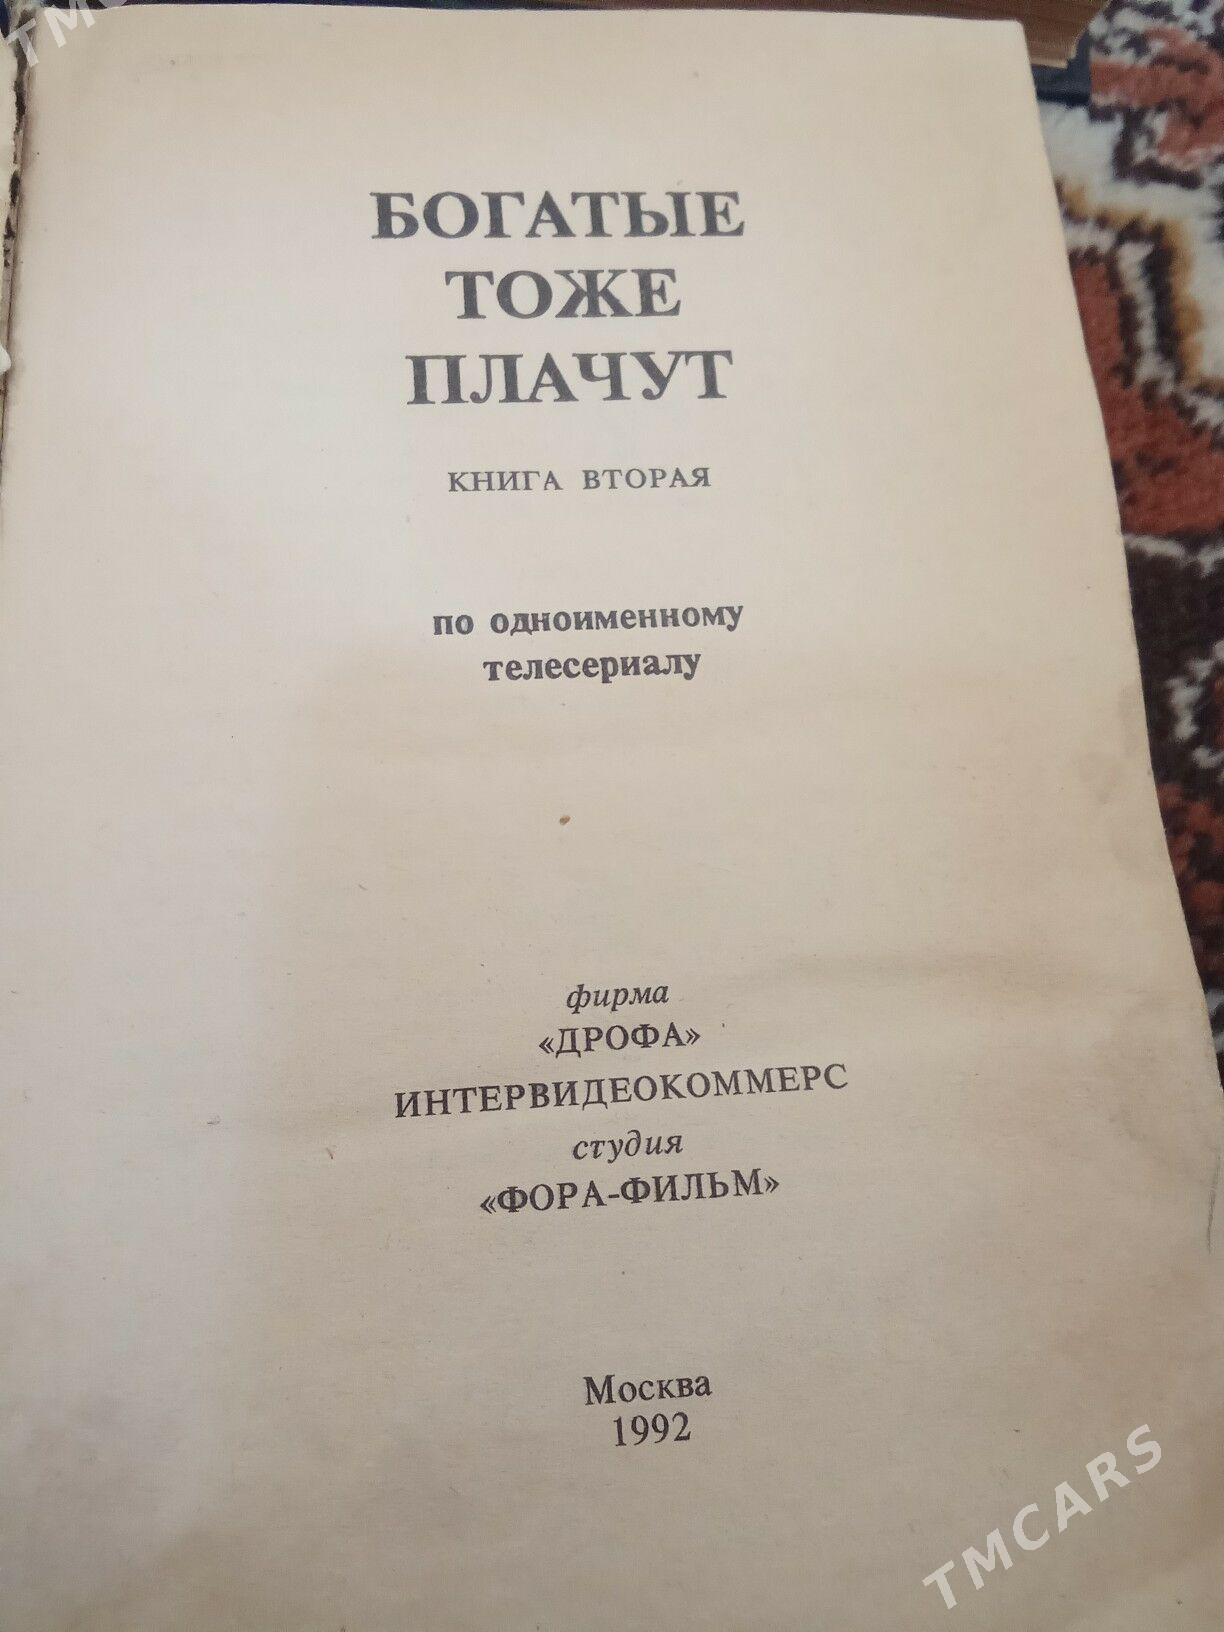 БОГАТЫЕ
ТОЖЕ
ПЛАЧУТ
КНИГА ВТОРАЯ
по одноименному
телесериалу
фирма
«ДРОФА»
ИНТЕРВИДЕОКОММЕРС
студия
«ФОРА-ФИЛЬМ»
Москва
1992
TMCARS